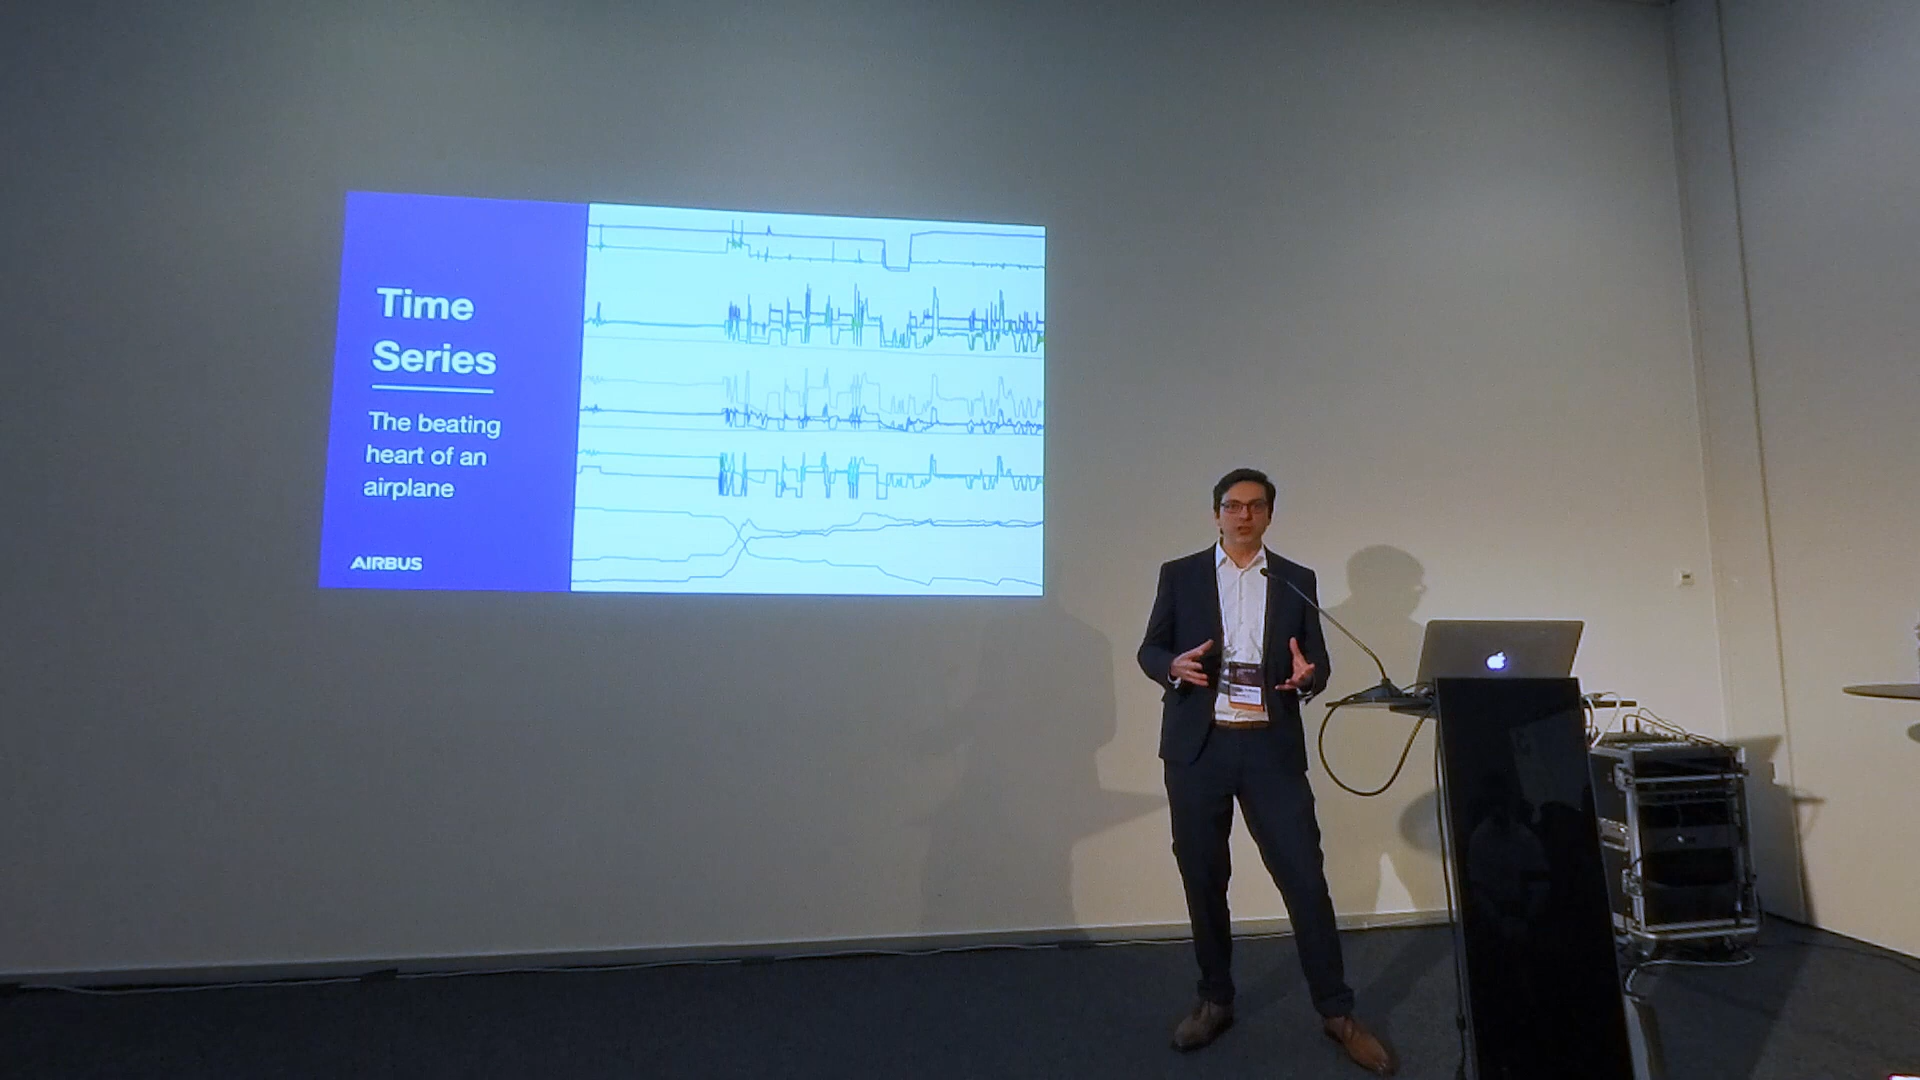 Time
Series
The beating
heart of an
airplane
AIRBUS